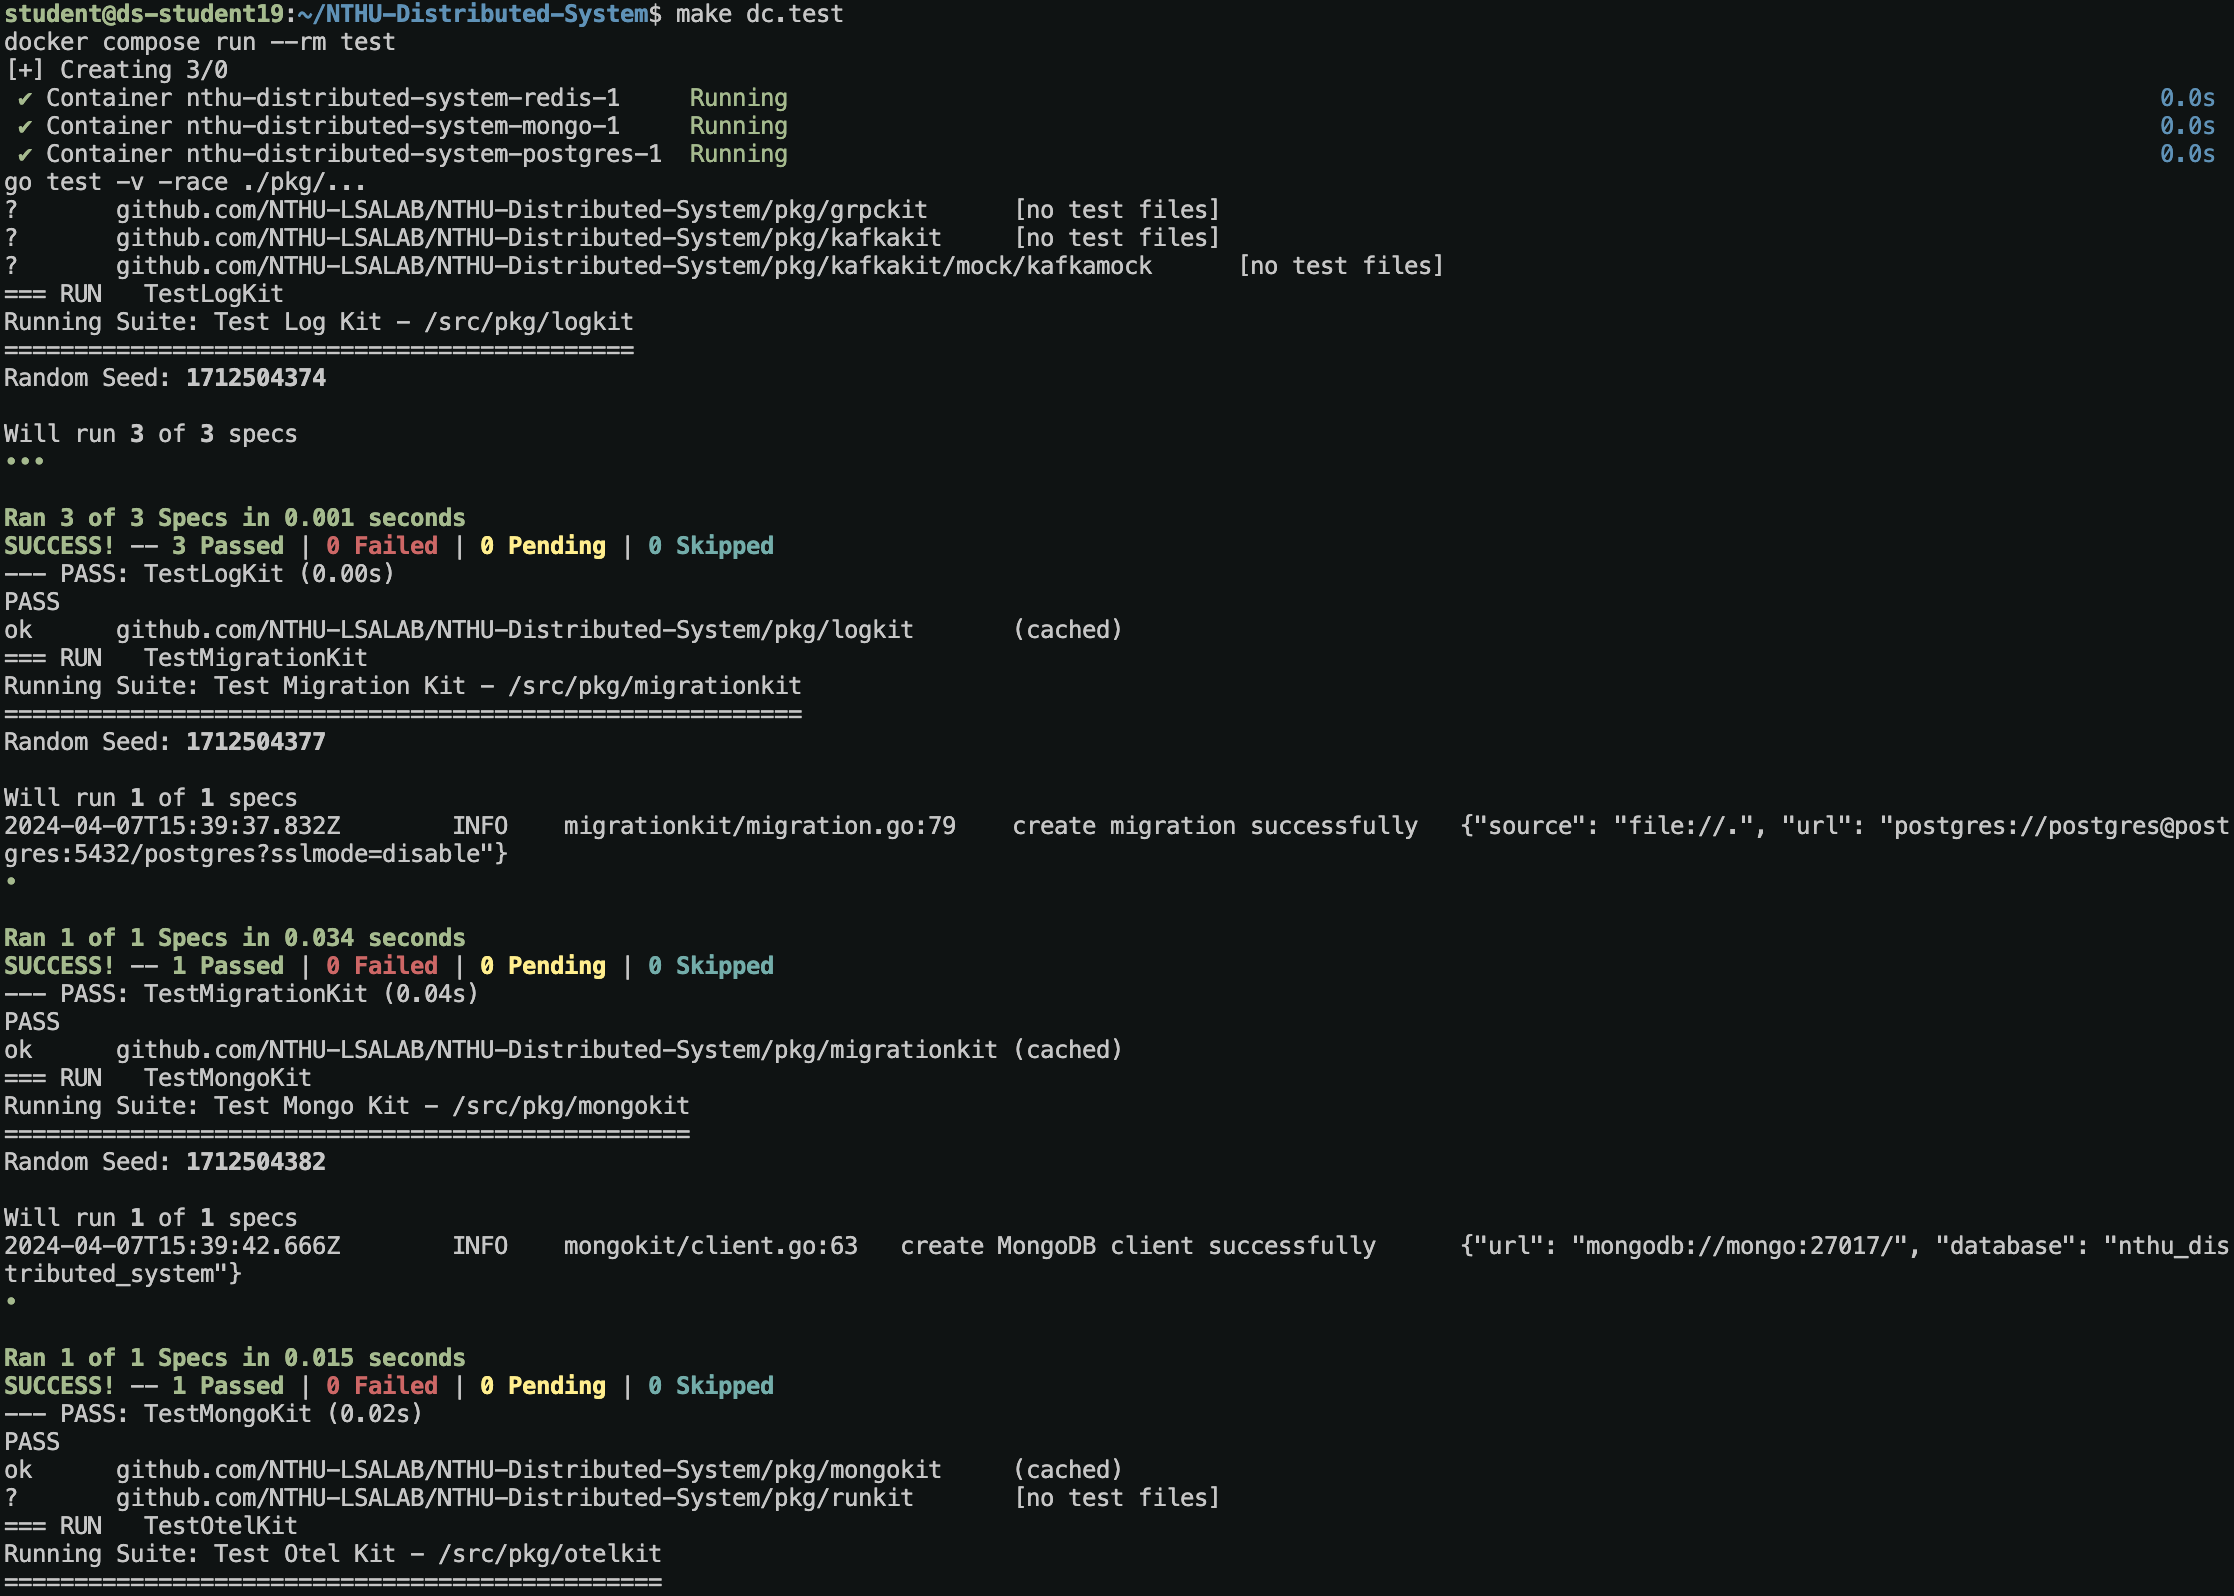 student@ds-student19:~/NTHU-Distributed-System$ make dc.test
docker compose run --rm test
[+] Creating 3/0
 ✔ Container nthu-distributed-system-redis-1     Running 0.0s
 ✔ Container nthu-distributed-system-mongo-1     Running 0.0s
 ✔ Container nthu-distributed-system-postgres-1  Running 0.0s
go test -v -race ./pkg/...
?       github.com/NTHU-LSALAB/NTHU-Distributed-System/pkg/grpckit      [no test files]
?       github.com/NTHU-LSALAB/NTHU-Distributed-System/pkg/kafkakit     [no test files]
?       github.com/NTHU-LSALAB/NTHU-Distributed-System/pkg/kafkakit/mock/kafkamock      [no test files]
=== RUN   TestLogKit
Running Suite: Test Log Kit - /src/pkg/logkit
=============================================
Random Seed: 1712504374
Will run 3 of 3 specs
•••
Ran 3 of 3 Specs in 0.001 seconds
SUCCESS! -- 3 Passed | 0 Failed | 0 Pending | 0 Skipped
--- PASS: TestLogKit (0.00s)
PASS
ok      github.com/NTHU-LSALAB/NTHU-Distributed-System/pkg/logkit       (cached)
=== RUN   TestMigrationKit
Running Suite: Test Migration Kit - /src/pkg/migrationkit
=========================================================
Random Seed: 1712504377
Will run 1 of 1 specs
2024-04-07T15:39:37.832Z        INFO    migrationkit/migration.go:79    create migration successfully   {"source": "file://.", "url": "postgres://postgres@post
gres:5432/postgres?sslmode=disable"}
•
Ran 1 of 1 Specs in 0.034 seconds
SUCCESS! -- 1 Passed | 0 Failed | 0 Pending | 0 Skipped
--- PASS: TestMigrationKit (0.04s)
PASS
ok      github.com/NTHU-LSALAB/NTHU-Distributed-System/pkg/migrationkit (cached)
=== RUN   TestMongoKit
Running Suite: Test Mongo Kit - /src/pkg/mongokit
=================================================
Random Seed: 1712504382
Will run 1 of 1 specs
2024-04-07T15:39:42.666Z        INFO    mongokit/client.go:63   create MongoDB client successfully      {"url": "mongodb://mongo:27017/", "database": "nthu_dis
tributed_system"}
•
Ran 1 of 1 Specs in 0.015 seconds
SUCCESS! -- 1 Passed | 0 Failed | 0 Pending | 0 Skipped
--- PASS: TestMongoKit (0.02s)
PASS
ok      github.com/NTHU-LSALAB/NTHU-Distributed-System/pkg/mongokit     (cached)
?       github.com/NTHU-LSALAB/NTHU-Distributed-System/pkg/runkit       [no test files]
=== RUN   TestOtelKit
Running Suite: Test Otel Kit - /src/pkg/otelkit
===============================================